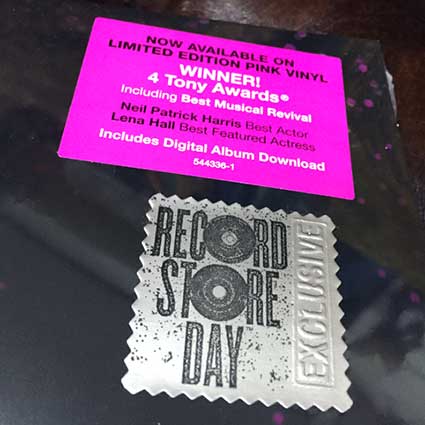 NOW AVAILABLE ON
LIMITED EDITION PINK VINYL
WINNER!
4 Tony Awards®
Including Best Musical Revival
Neil Patrick Harris Best Actor
Lena Hall Best Featured Actress
Includes Digital Album Download
544336-1
RECORD
STORE
DAY
EXCLUSIVE